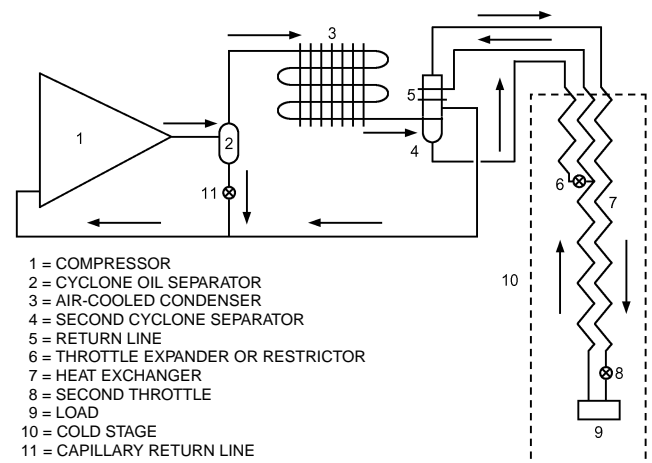 3
5
1
2
4
11
6
7
10
8
9
1 = COMPRESSOR
2 = CYCLONE OIL SEPARATOR
3 = AIR-COOLED CONDENSER
4 = SECOND CYCLONE SEPARATOR
5 = RETURN LINE
6 = THROTTLE EXPANDER OR RESTRICTOR
7 = HEAT EXCHANGER
8 = SECOND THROTTLE
9 = LOAD
10 = COLD STAGE
11 = CAPILLARY RETURN LINE